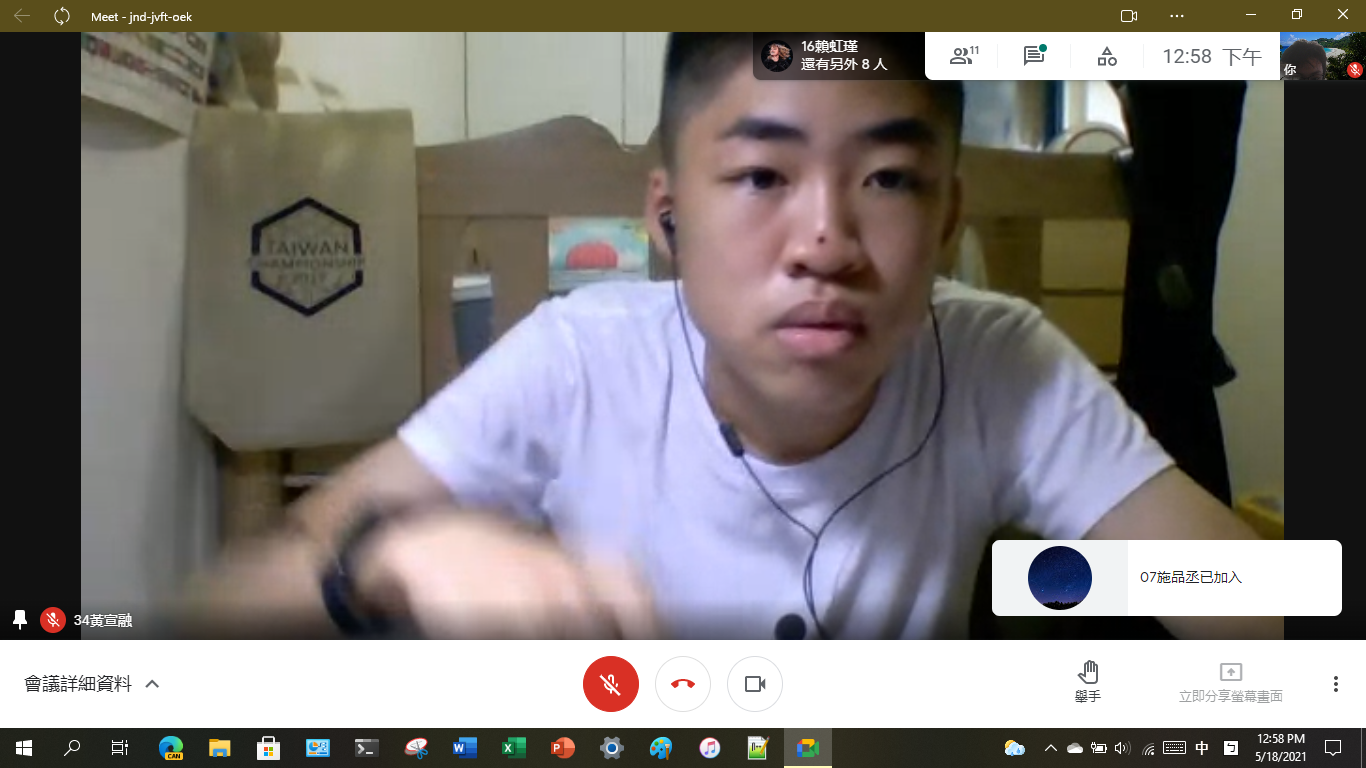 Meet - jnd-jvft-oek
16賴虹瑾
還有另外 8 人
11
12:58 下午
你
TAIWAN
CHAMPIONSHIP
07施品丞已加入
34黃宣融
會議詳細資料
舉手
立即分享螢幕畫面
CAN
中
12:58 PM
5/18/2021